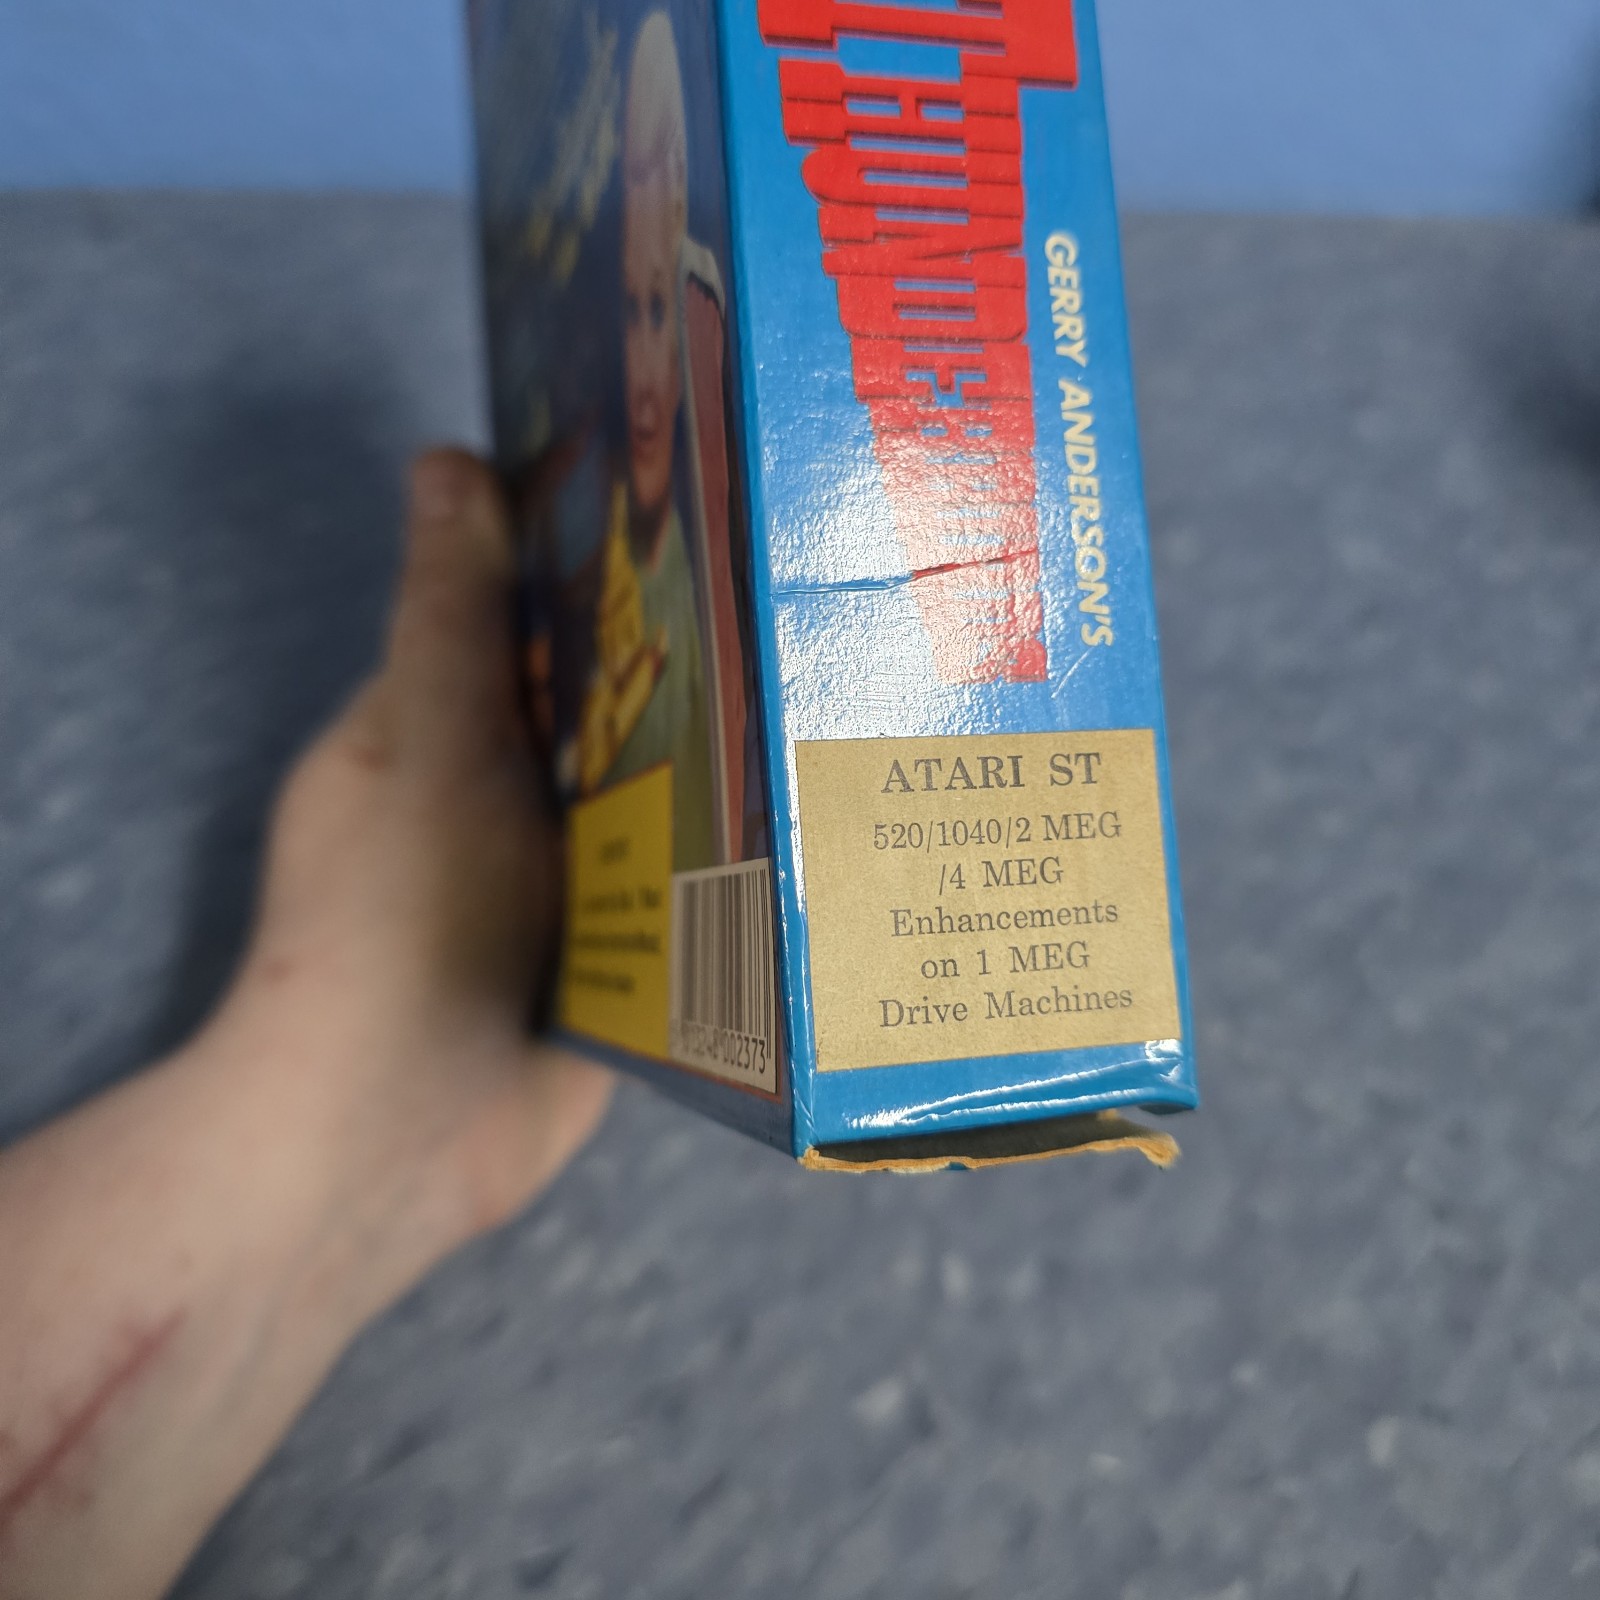 THUNDERBIRDS
GERRY ANDERSON'S
ATARI ST
520/1040/2 MEG
/4 MEG
Enhancements
on 1 MEG
Drive Machines